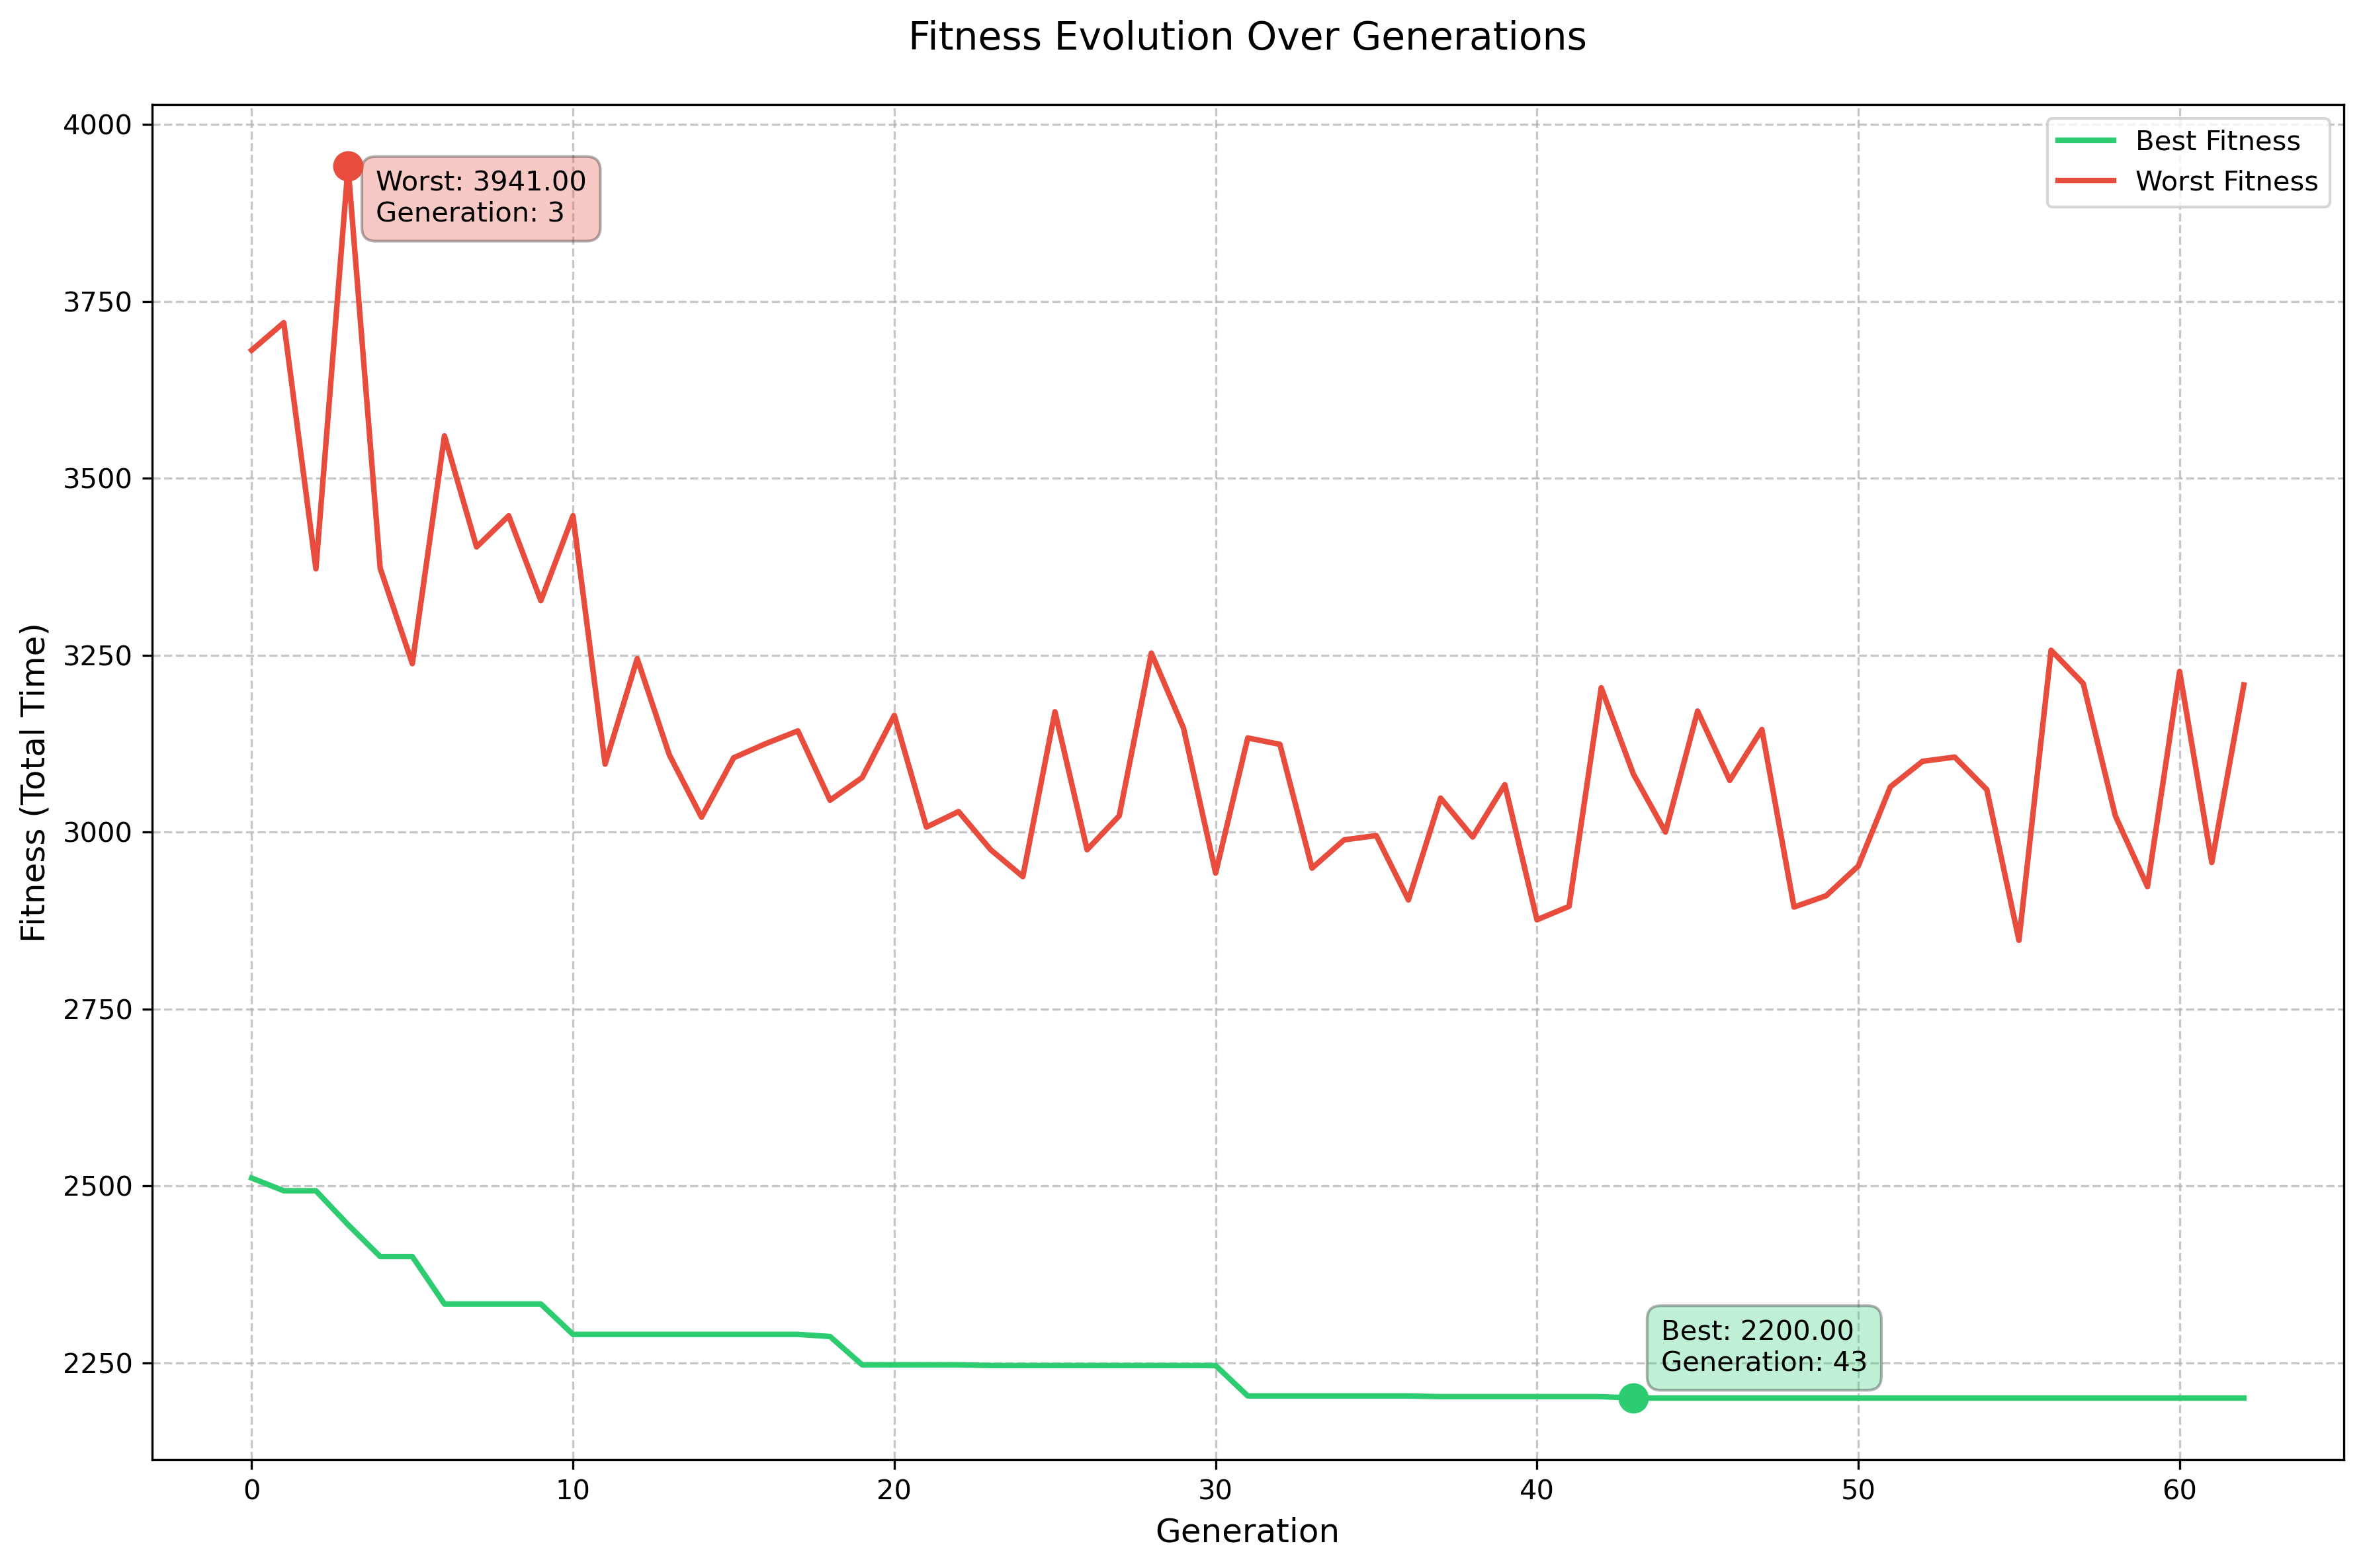 Fitness Evolution Over Generations
4000
3750
3500
3250
3000
2750
2500
2250
Fitness (Total Time)
Worst: 3941.00
Generation: 3
Best Fitness
Worst Fitness
Best: 2200.00
Generation: 43
0 10 20 30 40 50 60
Generation